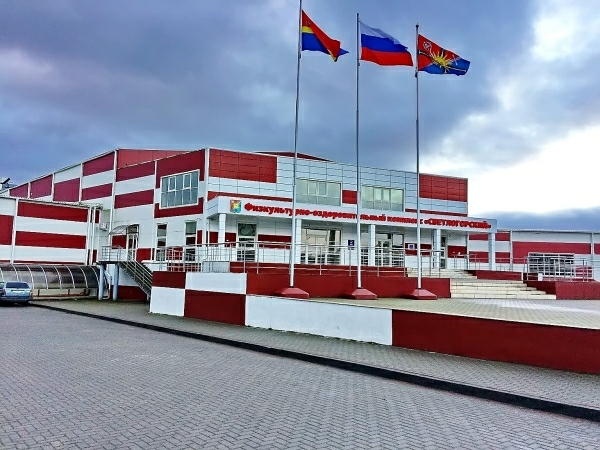 Физкультурно-оздоровительный комплекс «СВЕТЛОГОРСКИЙ»